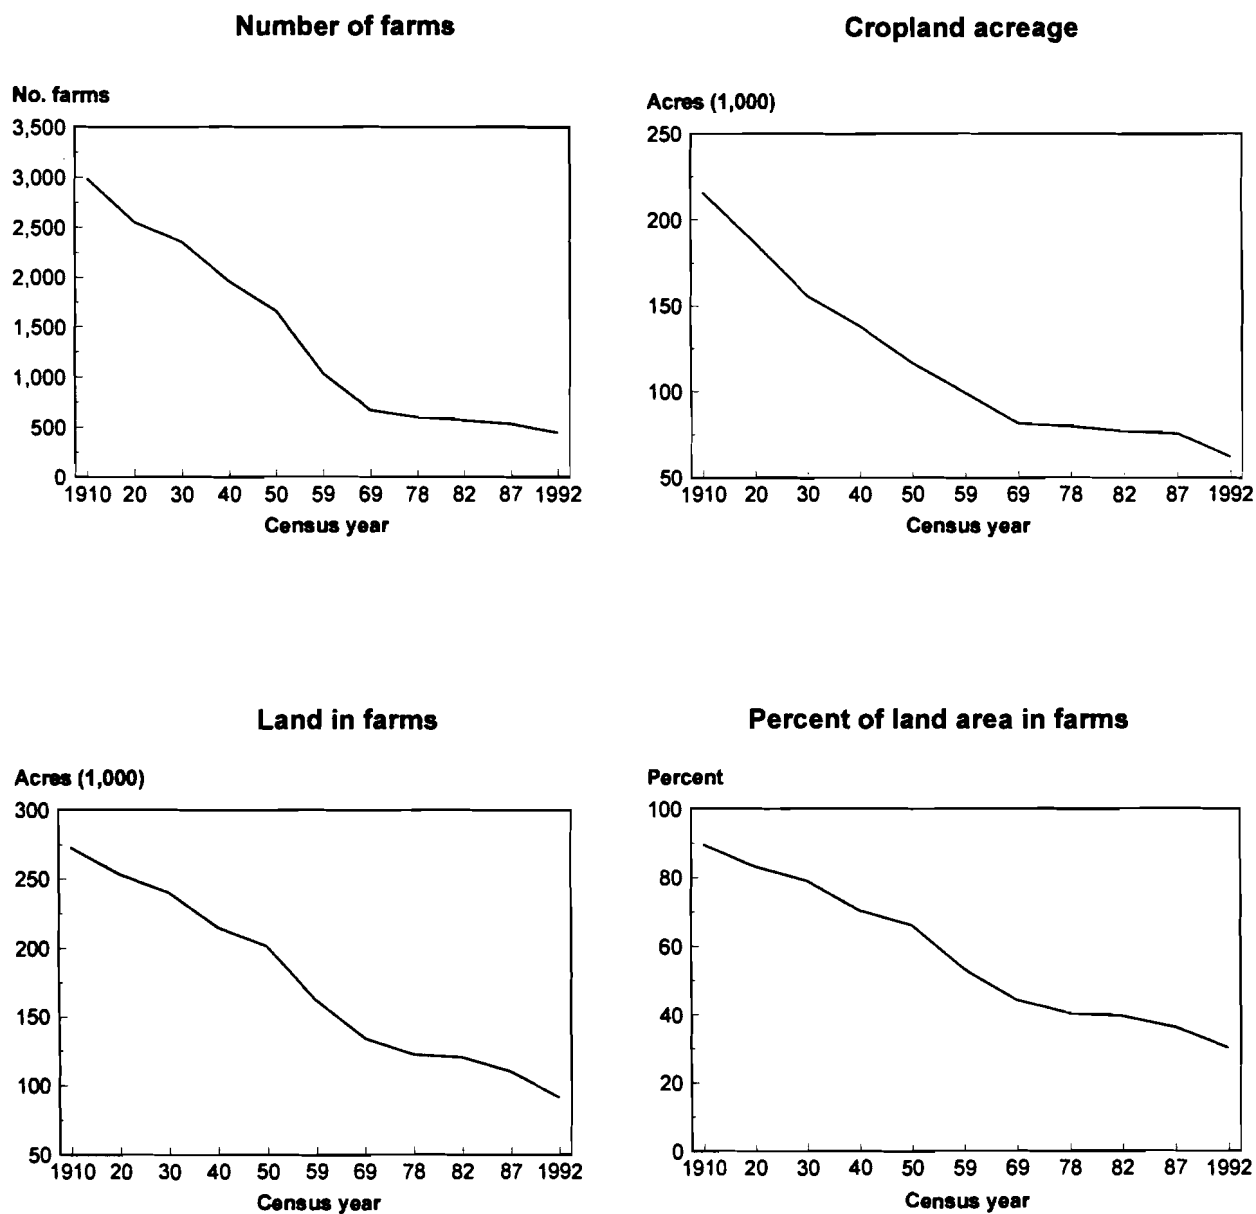 Number of farms
No. farms
3,500
3,000
2,500
2,000
1,500
1,000
500
0
1910 20 30 40 50 59 69 78 82 87 1992
Census year
Cropland acreage
Acres (1,000)
250
200
150
100
50
1910 20 30 40 50 59 69 78 82 87 1992
Census year
Land in farms
Acres (1,000)
300
250
200
150
100
50
1910 20 30 40 50 59 69 78 82 87 1992
Census year
Percent of land area in farms
Percent
100
80
60
40
20
0
1910 20 30 40 50 59 69 78 82 87 1992
Census year